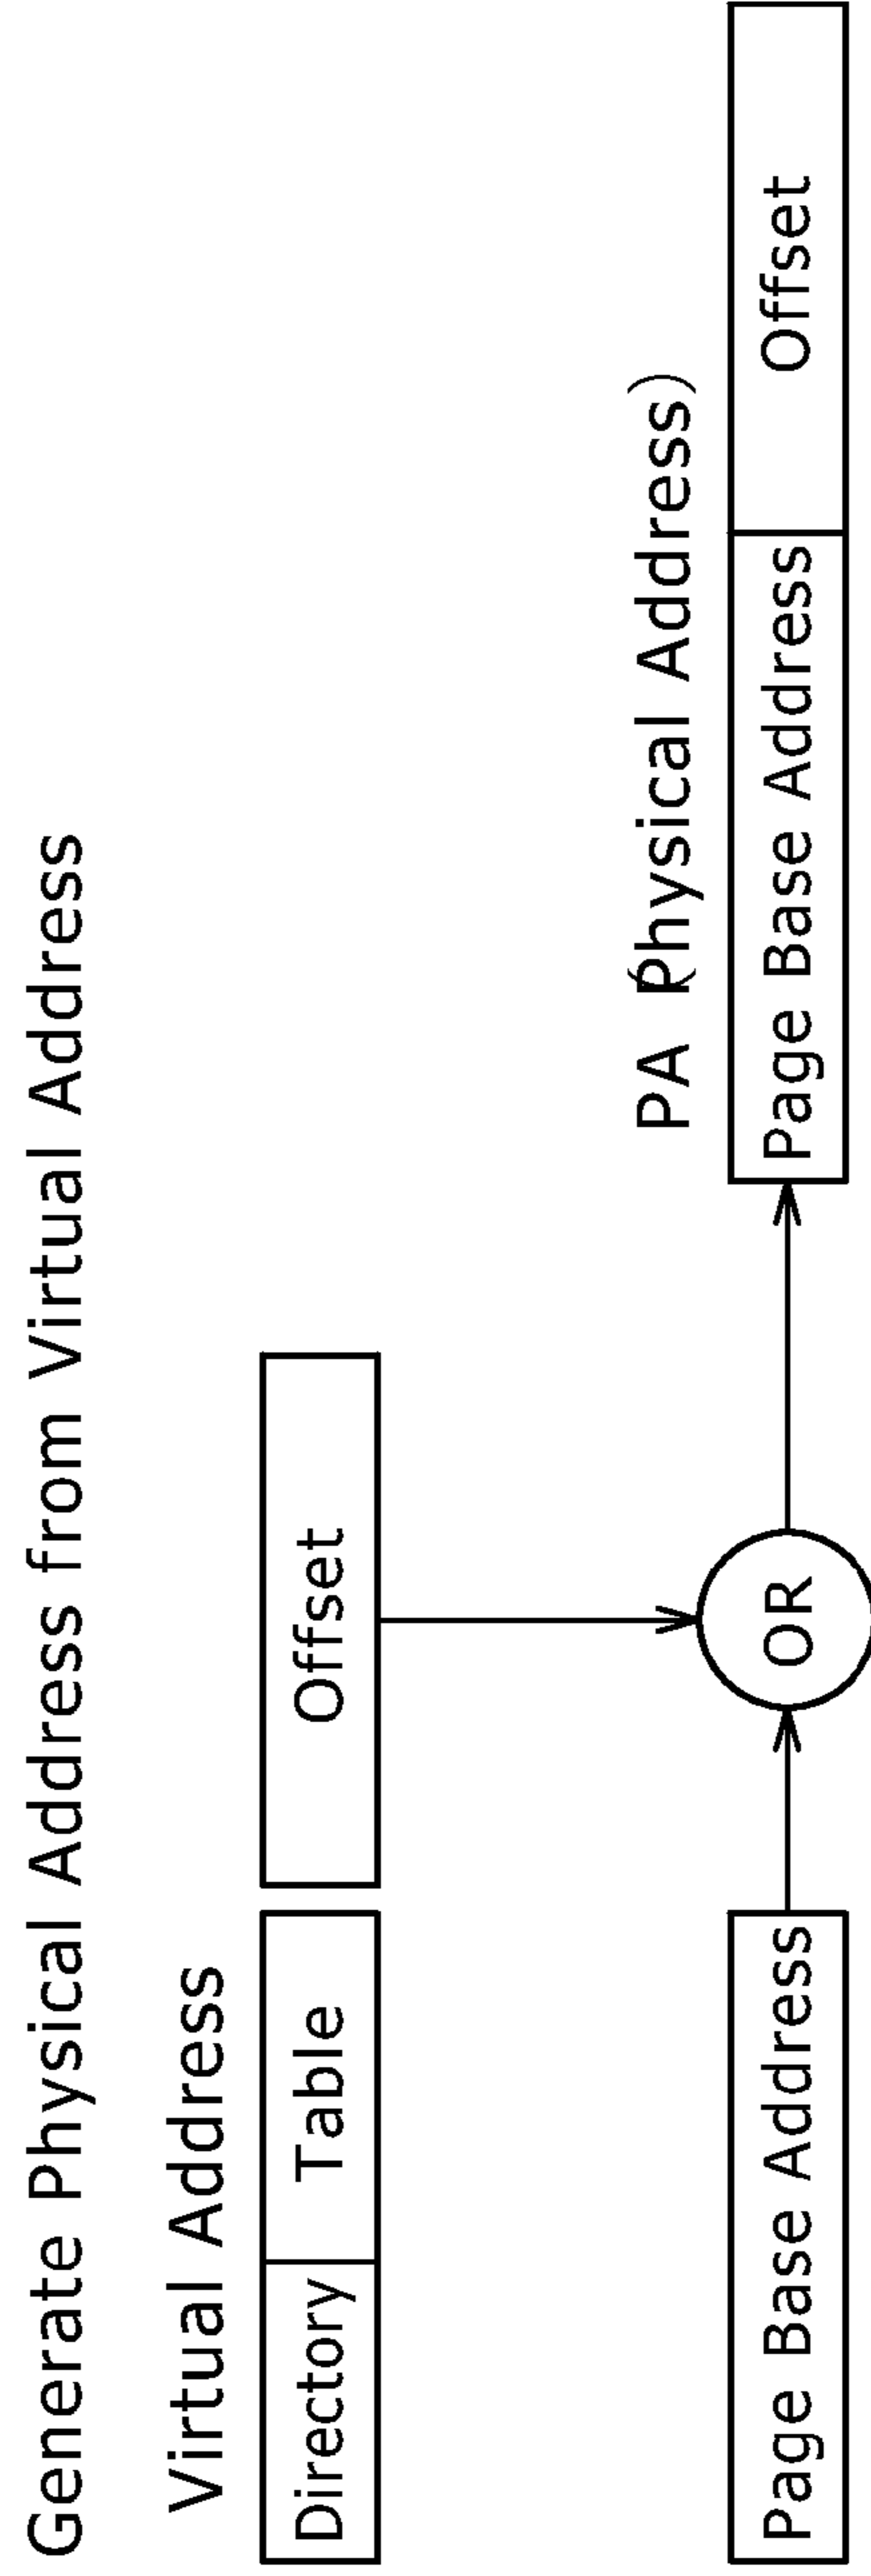 Generate Physical Address from Virtual Address
Virtual Address
Directory Table Offset
PA (Physical Address)
Page Base Address OR Page Base Address Offset